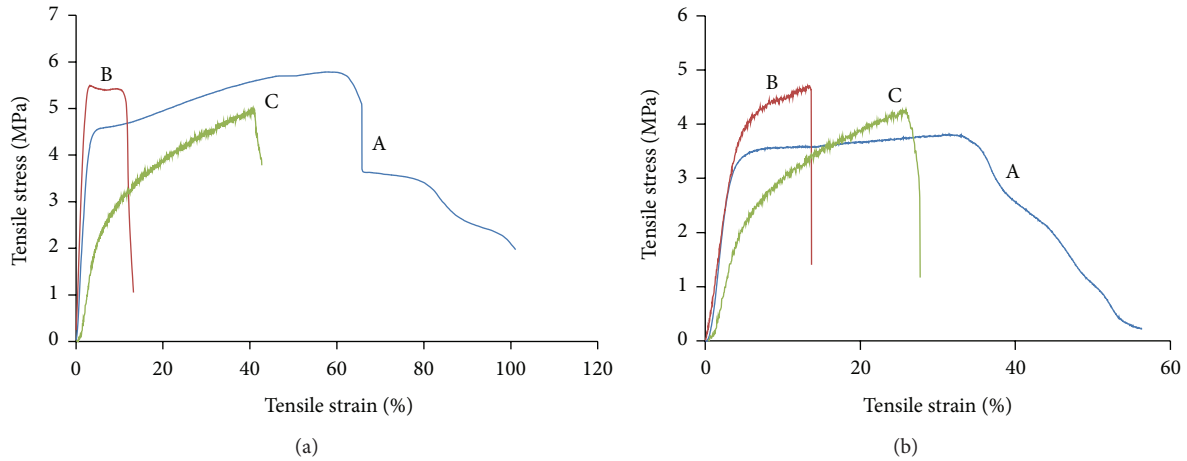 7
6
5
4
3
2
1
0
Tensile stress (MPa)
B
C
A
0 20 40 60 80 100 120
Tensile strain (%)
(a)
6
5
4
3
2
1
0
Tensile stress (MPa)
B
C
A
0 20 40 60
Tensile strain (%)
(b)